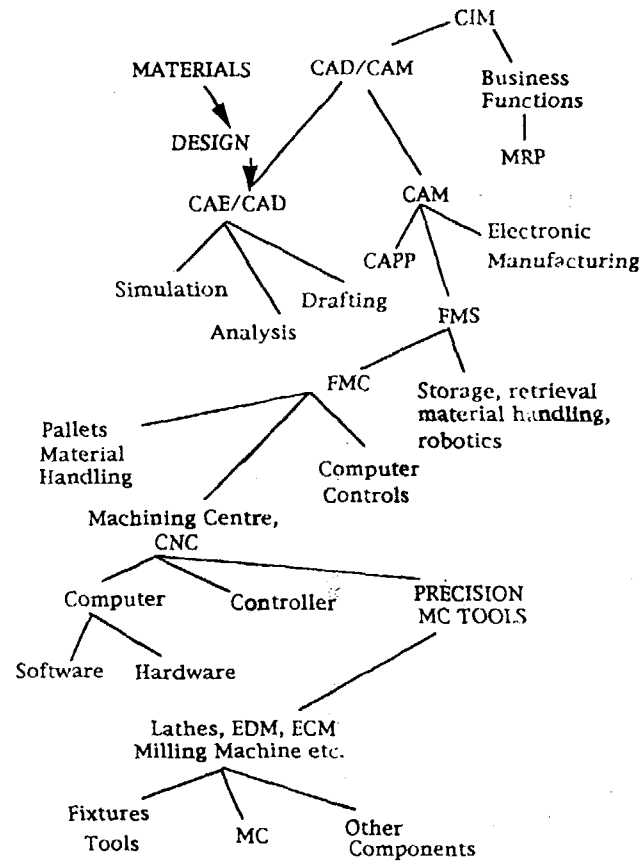 CIM
MATERIALS
CAD/CAM
Business
Functions
DESIGN
MRP
CAE/CAD
CAM
Electronic
Manufacturing
CAPP
Simulation
Drafting
Analysis
FMS
FMC
Storage, retrieval
material handling,
robotics
Pallets
Material
Handling
Computer
Controls
Machining Centre,
CNC
Computer
Controller
PRECISION
MC TOOLS
Software
Hardware
Lathes, EDM, ECM
Milling Machine etc.
Fixtures
Tools
MC
Other
Components